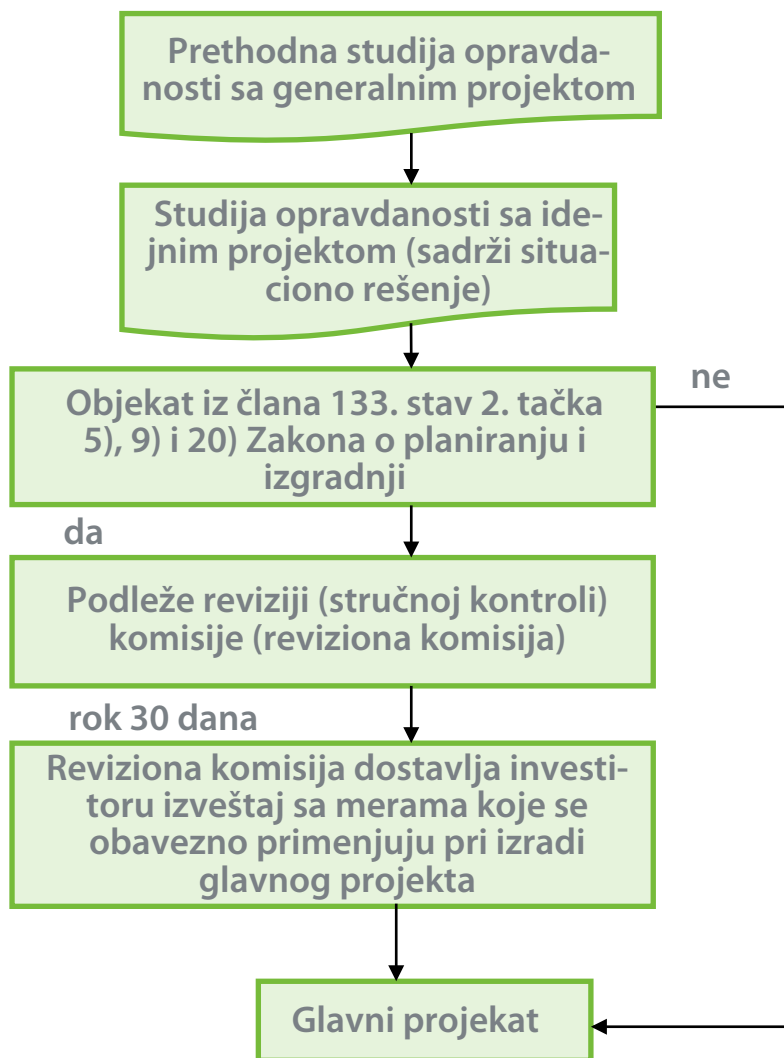 Prethodna studija opravda-
nosti sa generalnim projektom
Studija opravdanosti sa ide-
jnim projektom (sadrži situa-
ciono rešenje)
ne
Objekat iz člana 133. stav 2. tačka
5), 9) i 20) Zakona o planiranju i
izgradnji
da
Podleže reviziji (stručnoj kontroli)
komisije (reviziona komisija)
rok 30 dana
Reviziona komisija dostavlja investi-
toru izveštaj sa merama koje se
obavezno primenjuju pri izradi
glavnog projekta
Glavni projekat